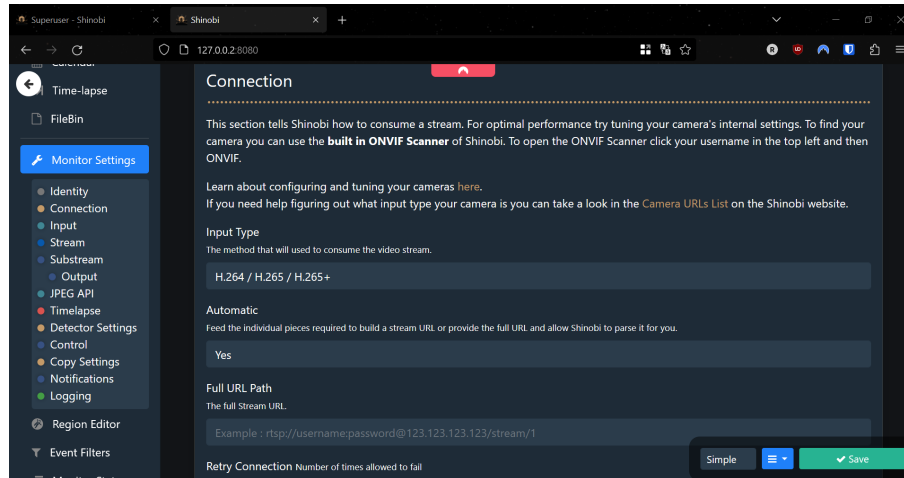 Superuser - Shinobi
Shinobi
127.0.0.2:8080
Calendar
Time-lapse
FileBin
Monitor Settings
Identity
Connection
Input
Stream
Substream
Output
JPEG API
Timelapse
Detector Settings
Control
Copy Settings
Notifications
Logging
Region Editor
Event Filters
Connection
This section tells Shinobi how to consume a stream. For optimal performance try tuning your camera's internal settings. To find your
camera you can use the built in ONVIF Scanner of Shinobi. To open the ONVIF Scanner click your username in the top left and then
ONVIF.
Learn about configuring and tuning your cameras here.
If you need help figuring out what input type your camera is you can take a look in the Camera URLs List on the Shinobi website.
Input Type
The method that will used to consume the video stream.
H.264 / H.265 / H.265+
Automatic
Feed the individual pieces required to build a stream URL or provide the full URL and allow Shinobi to parse it for you.
Yes
Full URL Path
The full Stream URL.
Example : rtsp://username:password@123.123.123.123/stream/1
Retry Connection Number of times allowed to fail
Simple
Save